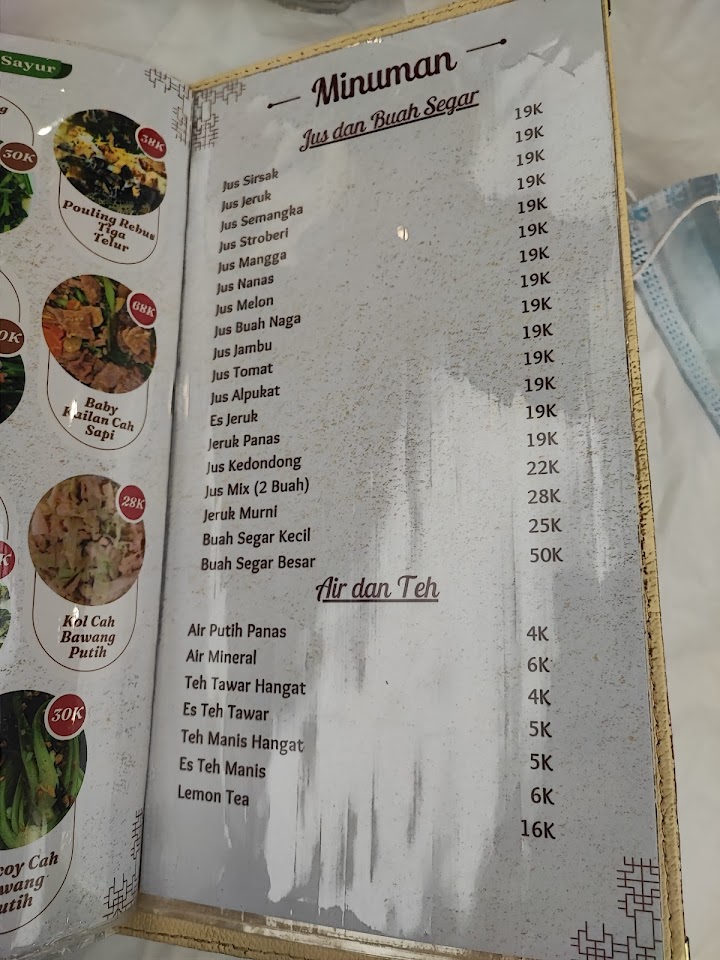 Sayur
30K
38K
Pouling Rebus
Tiga
Telur
68K
0K
Baby
Kailan Cah
Sapi
28K
Kol Cah
Bawang
Putih
K
30K
coy Cah
wang
utih
Minuman
Jus dan Buah Segar
Jus Sirsak 19K
Jus Jeruk 19K
Jus Semangka 19K
Jus Stroberi 19K
Jus Mangga 19K
Jus Nanas 19K
Jus Melon 19K
Jus Buah Naga 19K
Jus Jambu 19K
Jus Tomat 19K
Jus Alpukat 19K
Es Jeruk 19K
Jeruk Panas 19K
Jus Kedondong 19K
Jus Mix (2 Buah) 22K
Jeruk Murni 28K
Buah Segar Kecil 25K
Buah Segar Besar 50K
Air dan Teh
Air Putih Panas 4K
Air Mineral 6K
Teh Tawar Hangat 4K
Es Teh Tawar 5K
Teh Manis Hangat 5K
Es Teh Manis 6K
Lemon Tea 16K